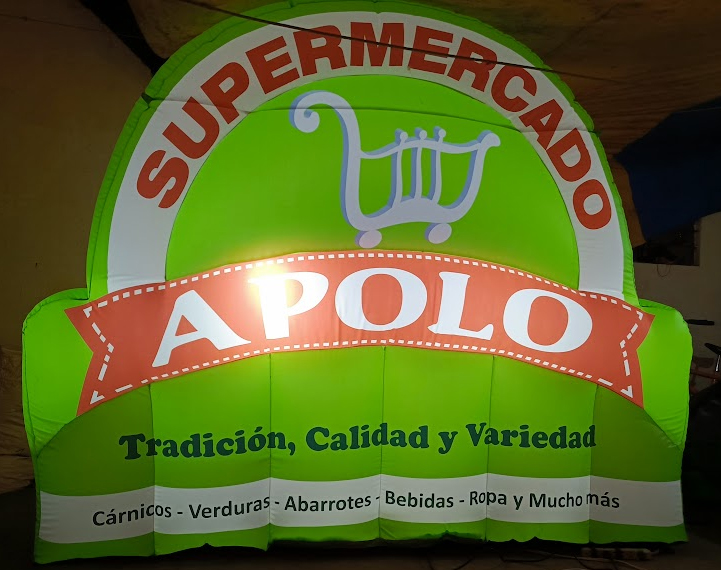 SUPERMERCADO
APOLO
Tradición, Calidad y Variedad
Cárnicos - Verduras - Abarrotes - Bebidas - Ropa y Mucho más